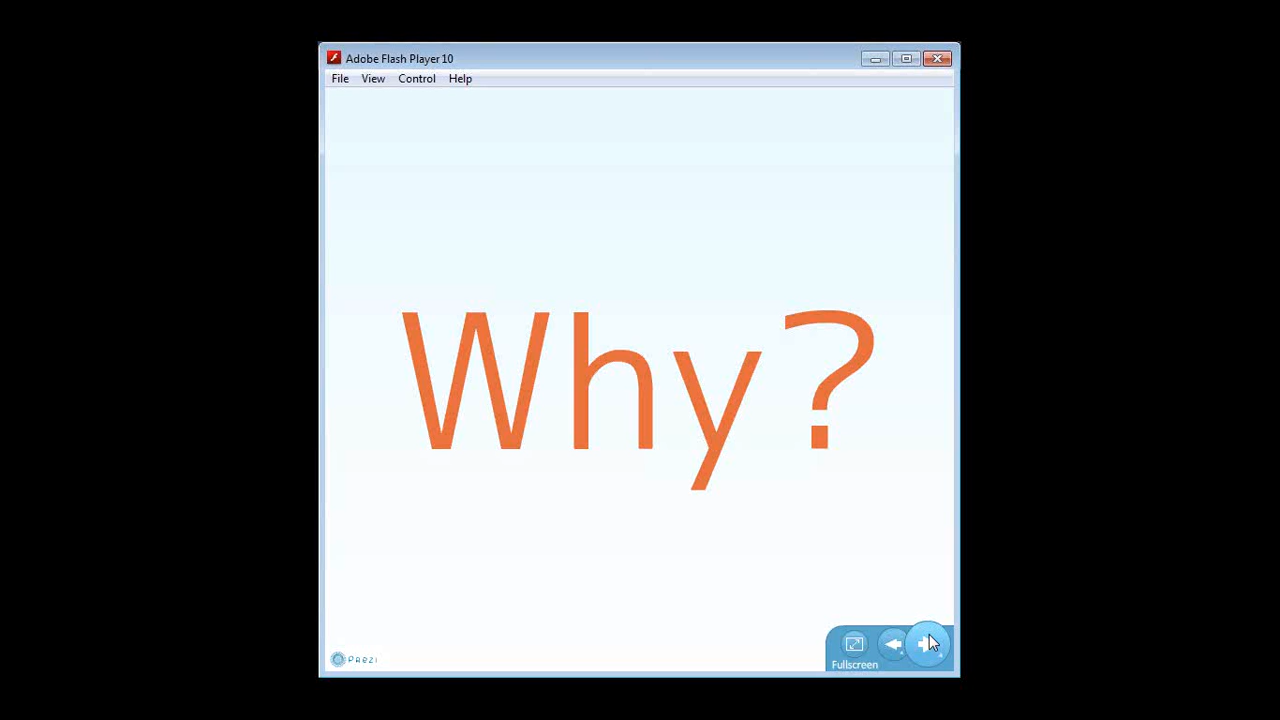 Adobe Flash Player 10
File View Control Help
Why?
Fullscreen
Prezi